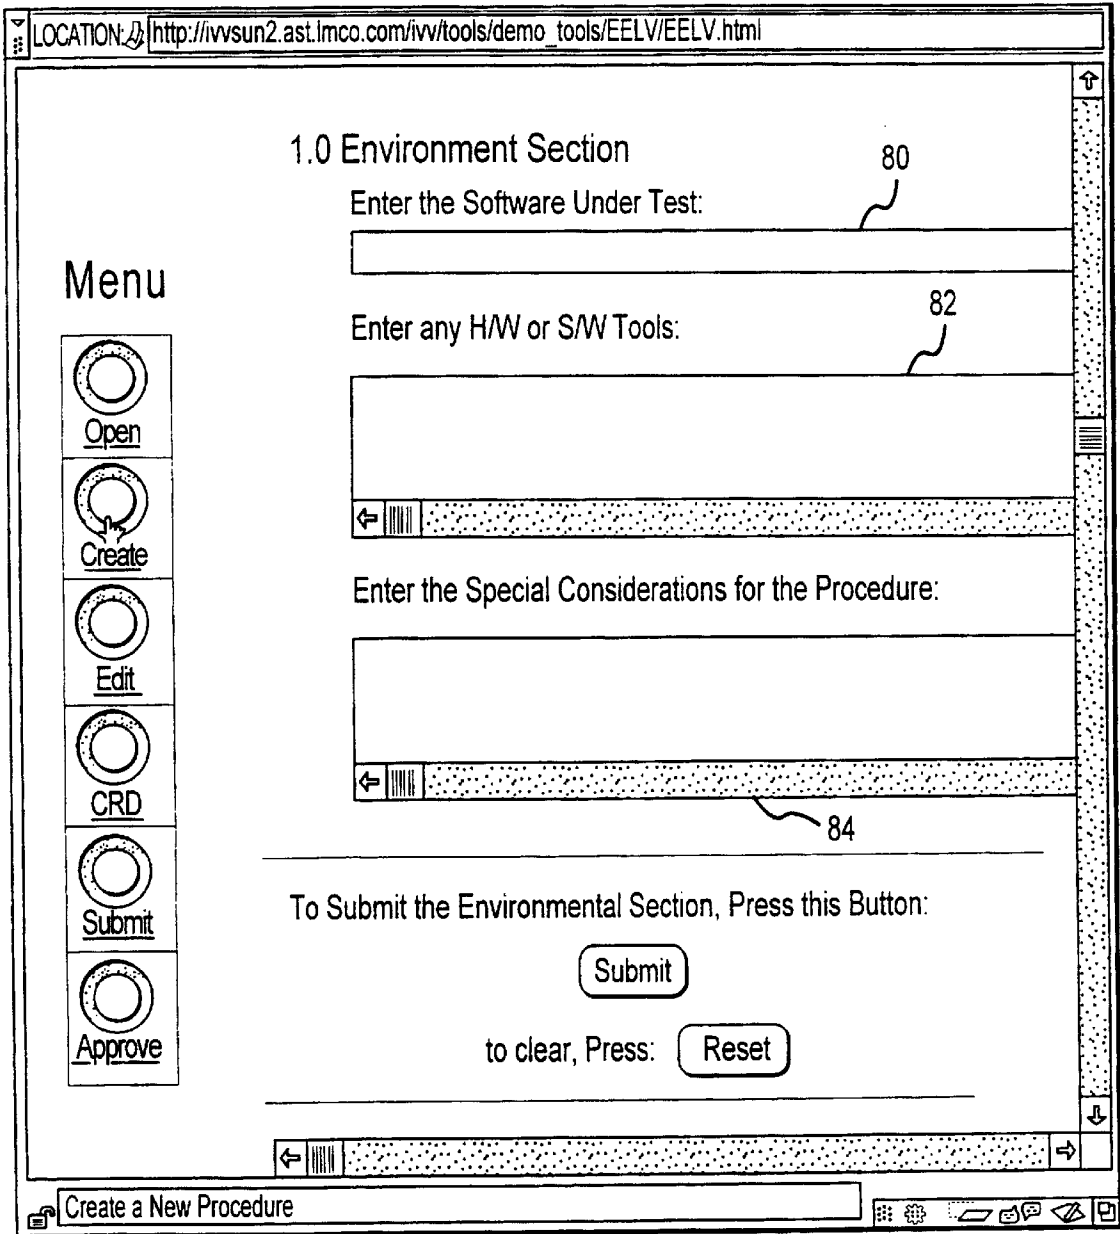 LOCATION: http://ivvsun2.ast.lmco.com/ivv/tools/demo_tools/EELV/EELV.html
1.0 Environment Section
80
Enter the Software Under Test:
Menu
82
Enter any H/W or S/W Tools:
Open
Create
Enter the Special Considerations for the Procedure:
Edit
CRD
84
To Submit the Environmental Section, Press this Button:
Submit
Submit
to clear, Press: Reset
Approve
Create a New Procedure